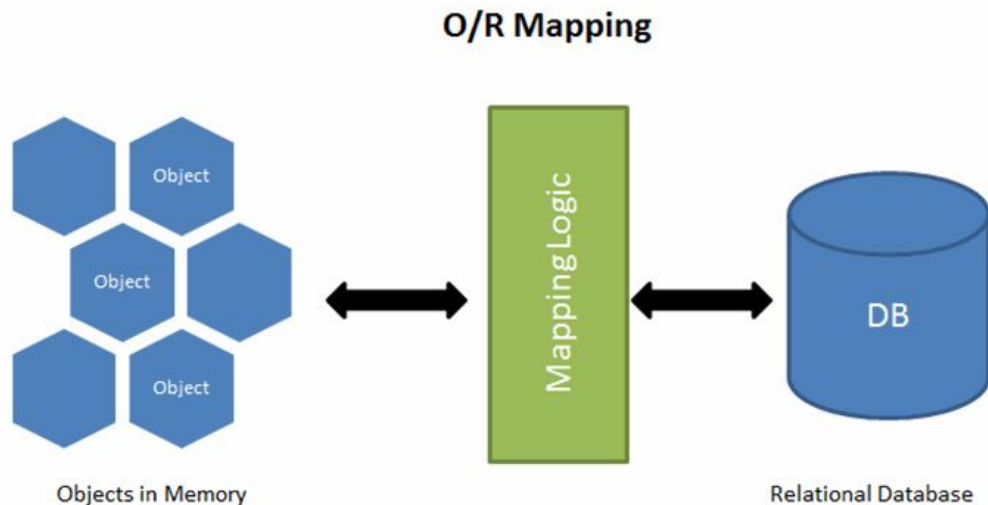 O/R Mapping
Object
Object
Object
Mapping Logic
DB
Objects in Memory
Relational Database